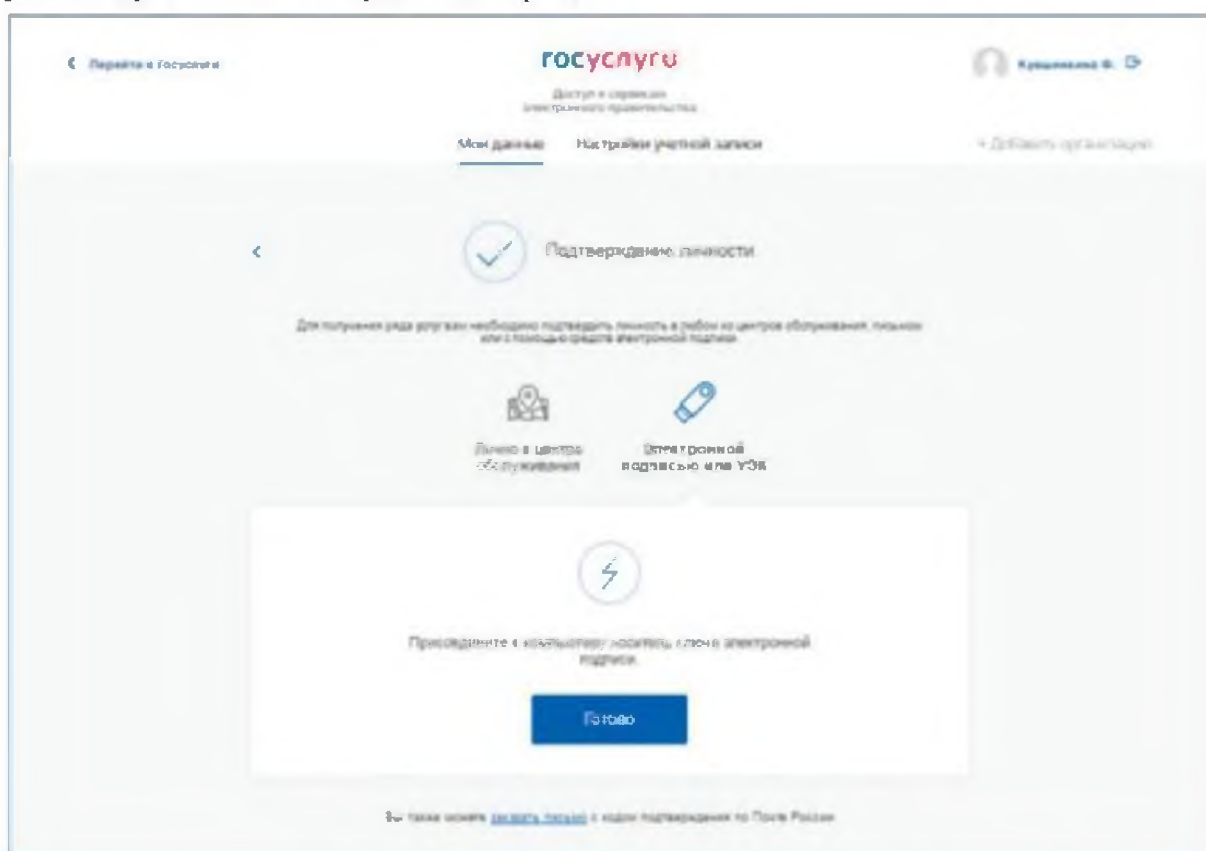 Перейти в Госуслуги
госуслуги
Доступ к сервисам
электронного правительства
Мои данные
Настройки учетной записи
+ Добавить организацию
Подтверждение личности
Для получения ряда услуг вам необходимо подтвердить личность в любом из центров обслуживания, письмом
или с помощью средств электронной подписи
Лично в центре
обслуживания
Электронной
подписью или УЭК
Присоедините к компьютеру носитель ключа электронной
подписи.
Готово
Вы также можете заказать письмо с кодом подтверждения по Почте России